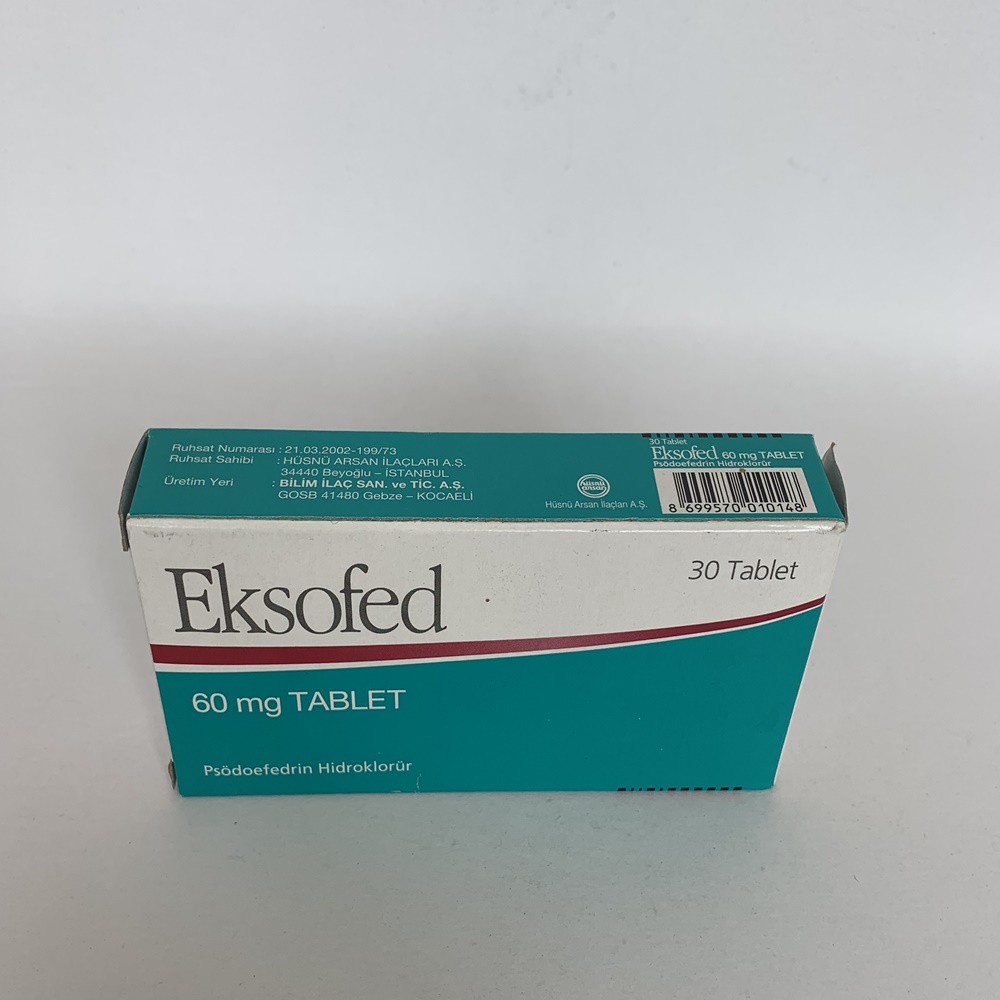 Ruhsat Numarası : 21.03.2002-199/73
Ruhsat Sahibi : HÜSNÜ ARSAN İLAÇLARI A.Ş.
34440 Beyoğlu – İSTANBUL
Üretim Yeri : BİLİM İLAÇ SAN. ve TİC. A.Ş.
GOSB 41480 Gebze – KOCAELİ
hüsnü
arsan
Hüsnü Arsan İlaçları A.Ş.
30 Tablet
Eksofed 60 mg TABLET
Psödoefedrin Hidroklorür
8 699570 010148
Eksofed
30 Tablet
60 mg TABLET
Psödoefedrin Hidroklorür